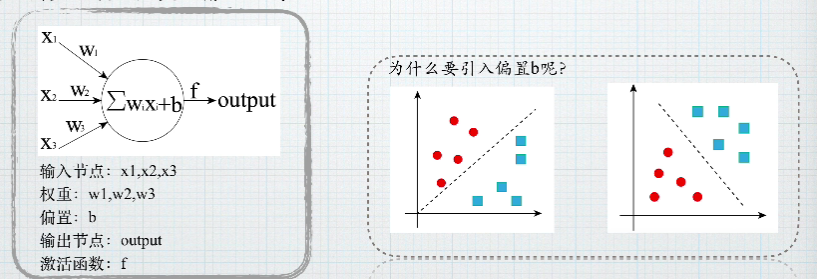 x1
w1
x2
w2
∑wixi+b
f
output
w3
x3
输入节点：x1,x2,x3
权重：w1,w2,w3
偏置：b
输出节点：output
激活函数：f
为什么要引入偏置b呢?